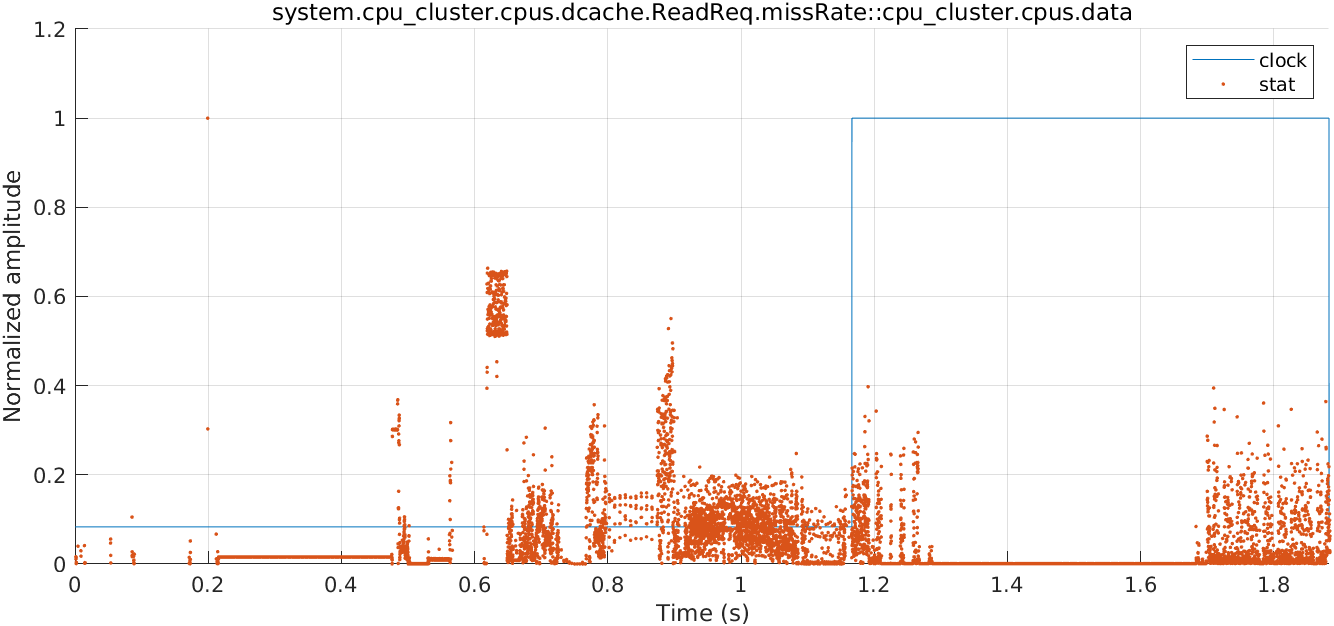 system.cpu_cluster.cpus.dcache.ReadReq.missRate::cpu_cluster.cpus.data
1.2
clock
stat
1
0.8
0.6
0.4
0.2
0
Normalized amplitude
0 0.2 0.4 0.6 0.8 1 1.2 1.4 1.6 1.8
Time (s)